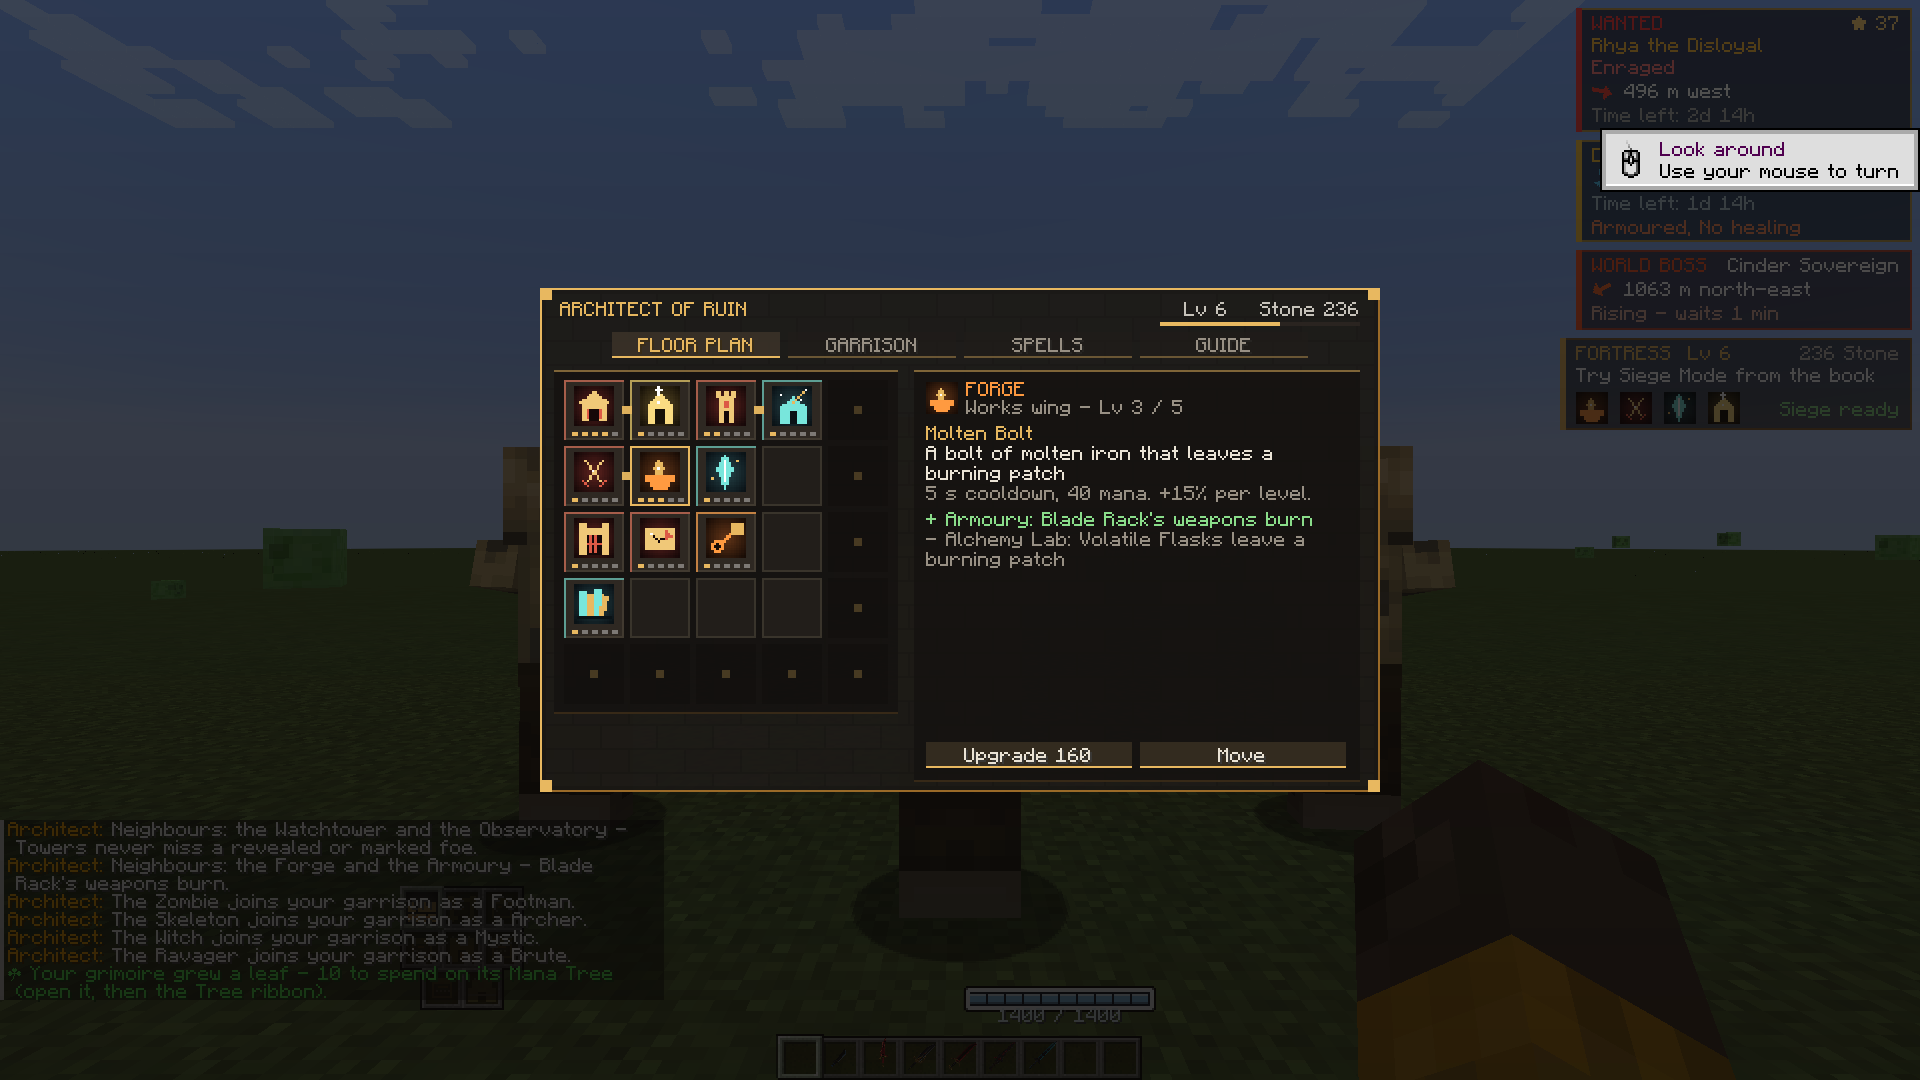 WANTED ★ 37
Rhya the Disloyal
Enraged
496 m west
Time left: 2d 14h
Look around
Use your mouse to turn
Time left: 1d 14h
Armoured, No healing
WORLD BOSS Cinder Sovereign
1063 m north-east
Rising - waits 1 min
FORTRESS Lv 6 236 Stone
Try Siege Mode from the book
Siege ready
ARCHITECT OF RUIN Lv 6 Stone 236
FLOOR PLAN GARRISON SPELLS GUIDE
FORGE
Works wing - Lv 3 / 5
Molten Bolt
A bolt of molten iron that leaves a
burning patch
5 s cooldown, 40 mana. +15% per level.
+ Armoury: Blade Rack's weapons burn
- Alchemy Lab: Volatile Flasks leave a
burning patch
Upgrade 160 Move
Architect: Neighbours: the Watchtower and the Observatory -
Towers never miss a revealed or marked foe.
Architect: Neighbours: the Forge and the Armoury - Blade
Rack's weapons burn.
Architect: The Zombie joins your garrison as a Footman.
Architect: The Skeleton joins your garrison as a Archer.
Architect: The Witch joins your garrison as a Mystic.
Architect: The Ravager joins your garrison as a Brute.
Your grimoire grew a leaf - 10 to spend on its Mana Tree
(open it, then the Tree ribbon).
1400 / 1400